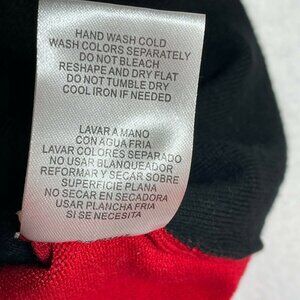 HAND WASH COLD
WASH COLORS SEPARATELY
DO NOT BLEACH
RESHAPE AND DRY FLAT
DO NOT TUMBLE DRY
COOL IRON IF NEEDED
LAVAR A MANO
CON AGUA FRIA
LAVAR COLORES SEPARADO
NO USAR BLANQUEADOR
REFORMAR Y SECAR SOBRE
SUPERFICIE PLANA
NO SECAR EN SECADORA
USAR PLANCHA FRIA
SI SE NECESITA